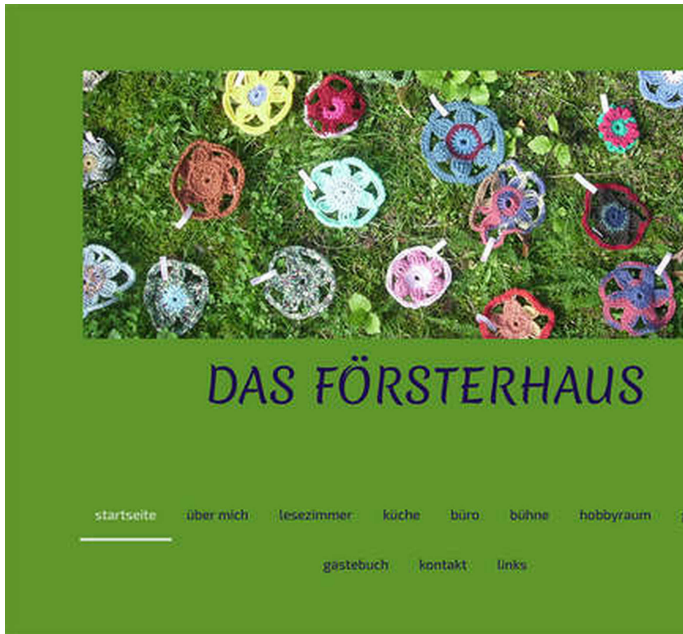 DAS FÖRSTERHAUS
startseite über mich lesezimmer küche büro bühne hobbyraum
gästebuch kontakt links